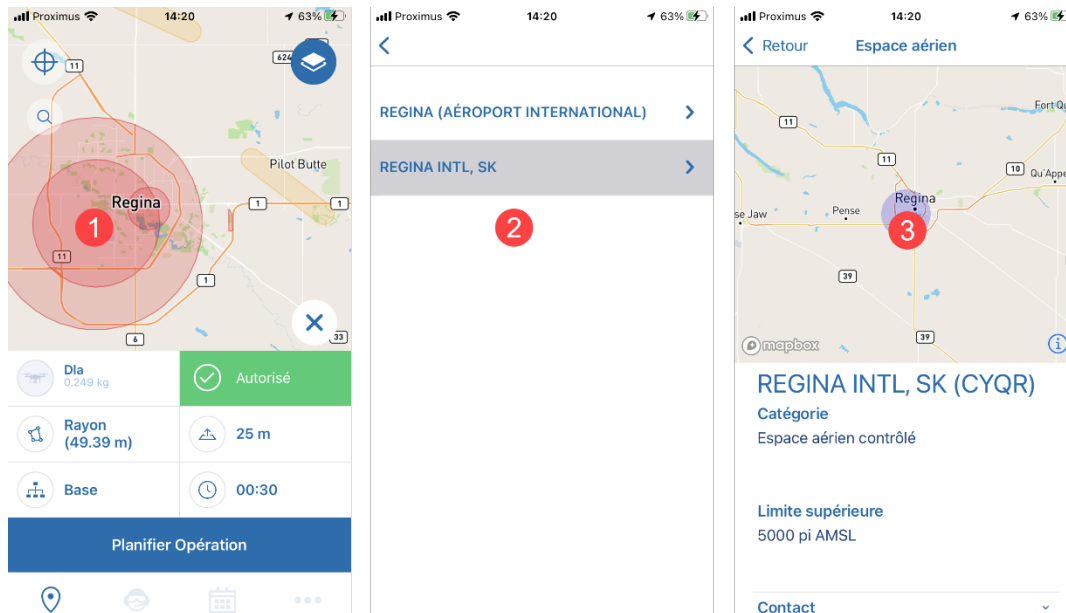 Proximus
14:20
63%
11
624
Pilot Butte
Regina
1
1
1
11
1
6
33
Dla
0.249 kg
Autorisé
Rayon
(49.39 m)
25 m
Base
00:30
Planifier Opération
Proximus
14:20
63%
REGINA (AÉROPORT INTERNATIONAL)
REGINA INTL, SK
2
Proximus
14:20
63%
Retour
Espace aérien
Fort Qu
11
11
10
Qu'Appe
Regina
se Jaw
Pense
3
39
39
mapbox
REGINA INTL, SK (CYQR)
Catégorie
Espace aérien contrôlé
Limite supérieure
5000 pi AMSL
Contact